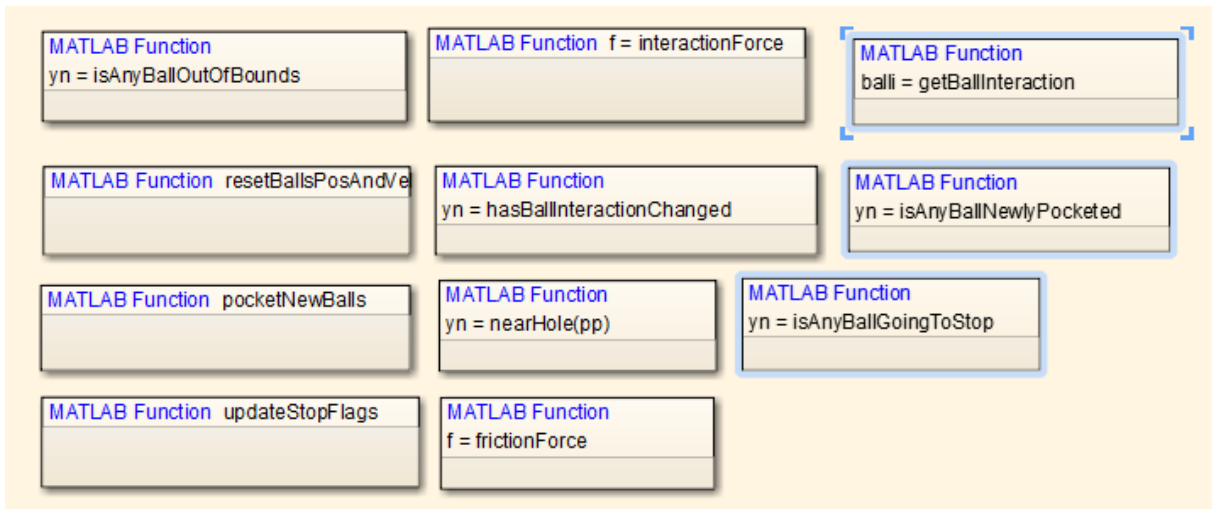 MATLAB Function
yn = isAnyBallOutOfBounds
MATLAB Function f = interactionForce
MATLAB Function
balli = getBallInteraction
MATLAB Function resetBallsPosAndVel
MATLAB Function
yn = hasBallInteractionChanged
MATLAB Function
yn = isAnyBallNewlyPocketed
MATLAB Function pocketNewBalls
MATLAB Function
yn = nearHole(pp)
MATLAB Function
yn = isAnyBallGoingToStop
MATLAB Function updateStopFlags
MATLAB Function
f = frictionForce